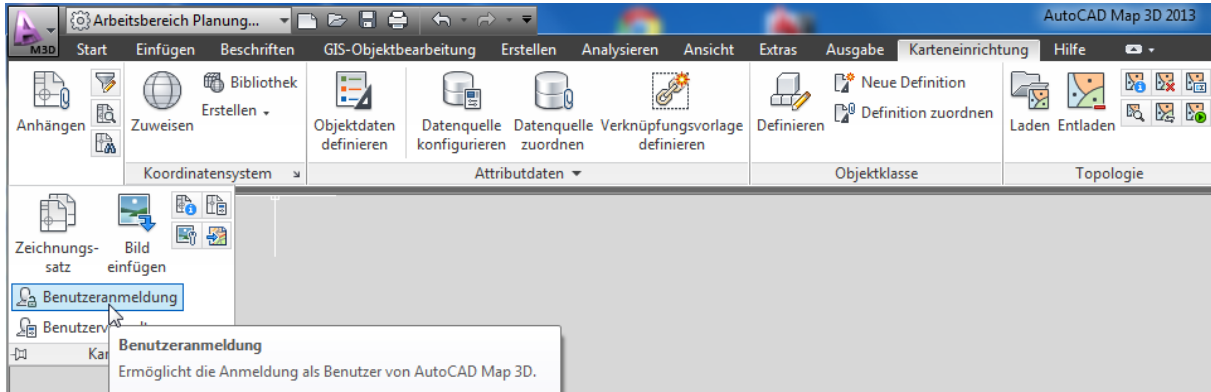 Arbeitsbereich Planung...
AutoCAD Map 3D 2013
M3D Start Einfügen Beschriften GIS-Objektbearbeitung Erstellen Analysieren Ansicht Extras Ausgabe Karteneinrichtung Hilfe
Anhängen
Zuweisen
Bibliothek
Erstellen
Objektdaten
definieren
Datenquelle
konfigurieren
Datenquelle
zuordnen
Verknüpfungsvorlage
definieren
Definieren
Neue Definition
Definition zuordnen
Laden Entladen
Koordinatensystem Attributdaten Objektklasse Topologie
Zeichnungs-
satz
Bild
einfügen
Benutzeranmeldung
Benutzerv
Kar
Benutzeranmeldung
Ermöglicht die Anmeldung als Benutzer von AutoCAD Map 3D.